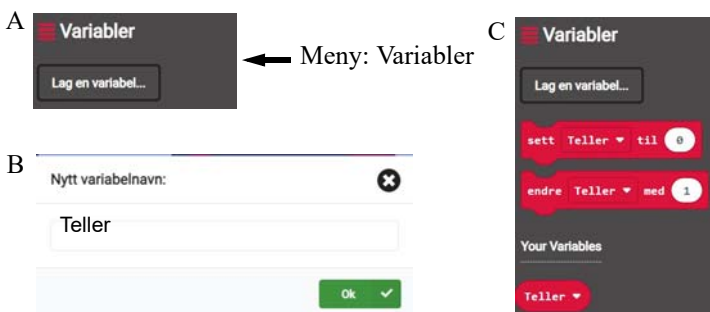 A
Variabler
Lag en variabel...
Meny: Variabler
B
Nytt variabelnavn:
Teller
Ok
C
Variabler
Lag en variabel...
sett Teller til 0
endre Teller med 1
Your Variables
Teller